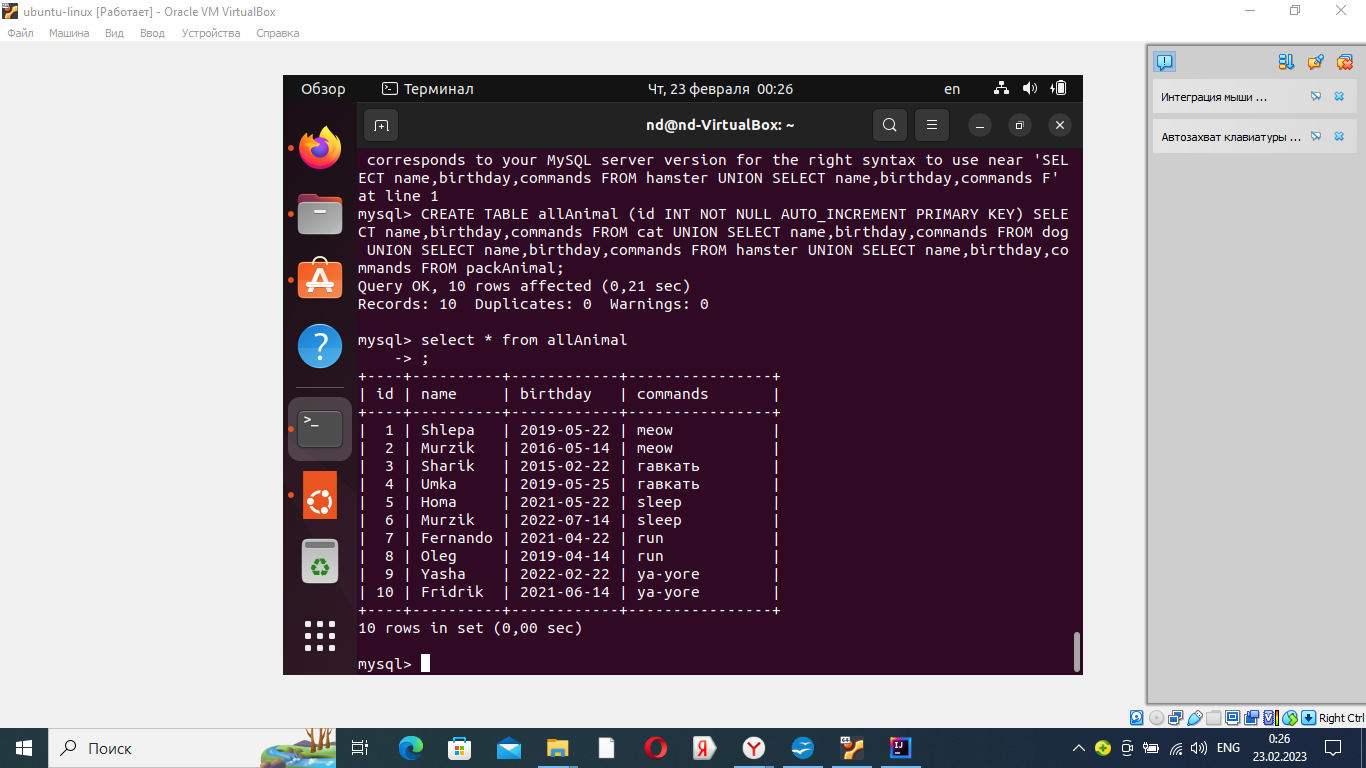 ubuntu-linux [Работает] - Oracle VM VirtualBox
Файл Машина Вид Ввод Устройства Справка
Обзор Терминал Чт, 23 февраля 00:26 en
nd@nd-VirtualBox: ~
corresponds to your MySQL server version for the right syntax to use near 'SEL
ECT name,birthday,commands FROM hamster UNION SELECT name,birthday,commands F'
at line 1
mysql> CREATE TABLE allAnimal (id INT NOT NULL AUTO_INCREMENT PRIMARY KEY) SELE
CT name,birthday,commands FROM cat UNION SELECT name,birthday,commands FROM dog
 UNION SELECT name,birthday,commands FROM hamster UNION SELECT name,birthday,co
mmands FROM packAnimal;
Query OK, 10 rows affected (0,21 sec)
Records: 10  Duplicates: 0  Warnings: 0
mysql> select * from allAnimal
    -> ;
+----+----------+------------+----------------+
| id | name     | birthday   | commands       |
+----+----------+------------+----------------+
|  1 | Shlepa   | 2019-05-22 | meow           |
|  2 | Murzik   | 2016-05-14 | meow           |
|  3 | Sharik   | 2015-02-22 | гавкать        |
|  4 | Umka     | 2019-05-25 | гавкать        |
|  5 | Homa     | 2021-05-22 | sleep          |
|  6 | Murzik   | 2022-07-14 | sleep          |
|  7 | Fernando | 2021-04-22 | run            |
|  8 | Oleg     | 2019-04-14 | run            |
|  9 | Yasha    | 2022-02-22 | ya-yore        |
| 10 | Fridrik  | 2021-06-14 | ya-yore        |
+----+----------+------------+----------------+
10 rows in set (0,00 sec)
mysql>
Интеграция мыши ...
Автозахват клавиатуры ...
Right Ctrl
Поиск
ENG
0:26
23.02.2023